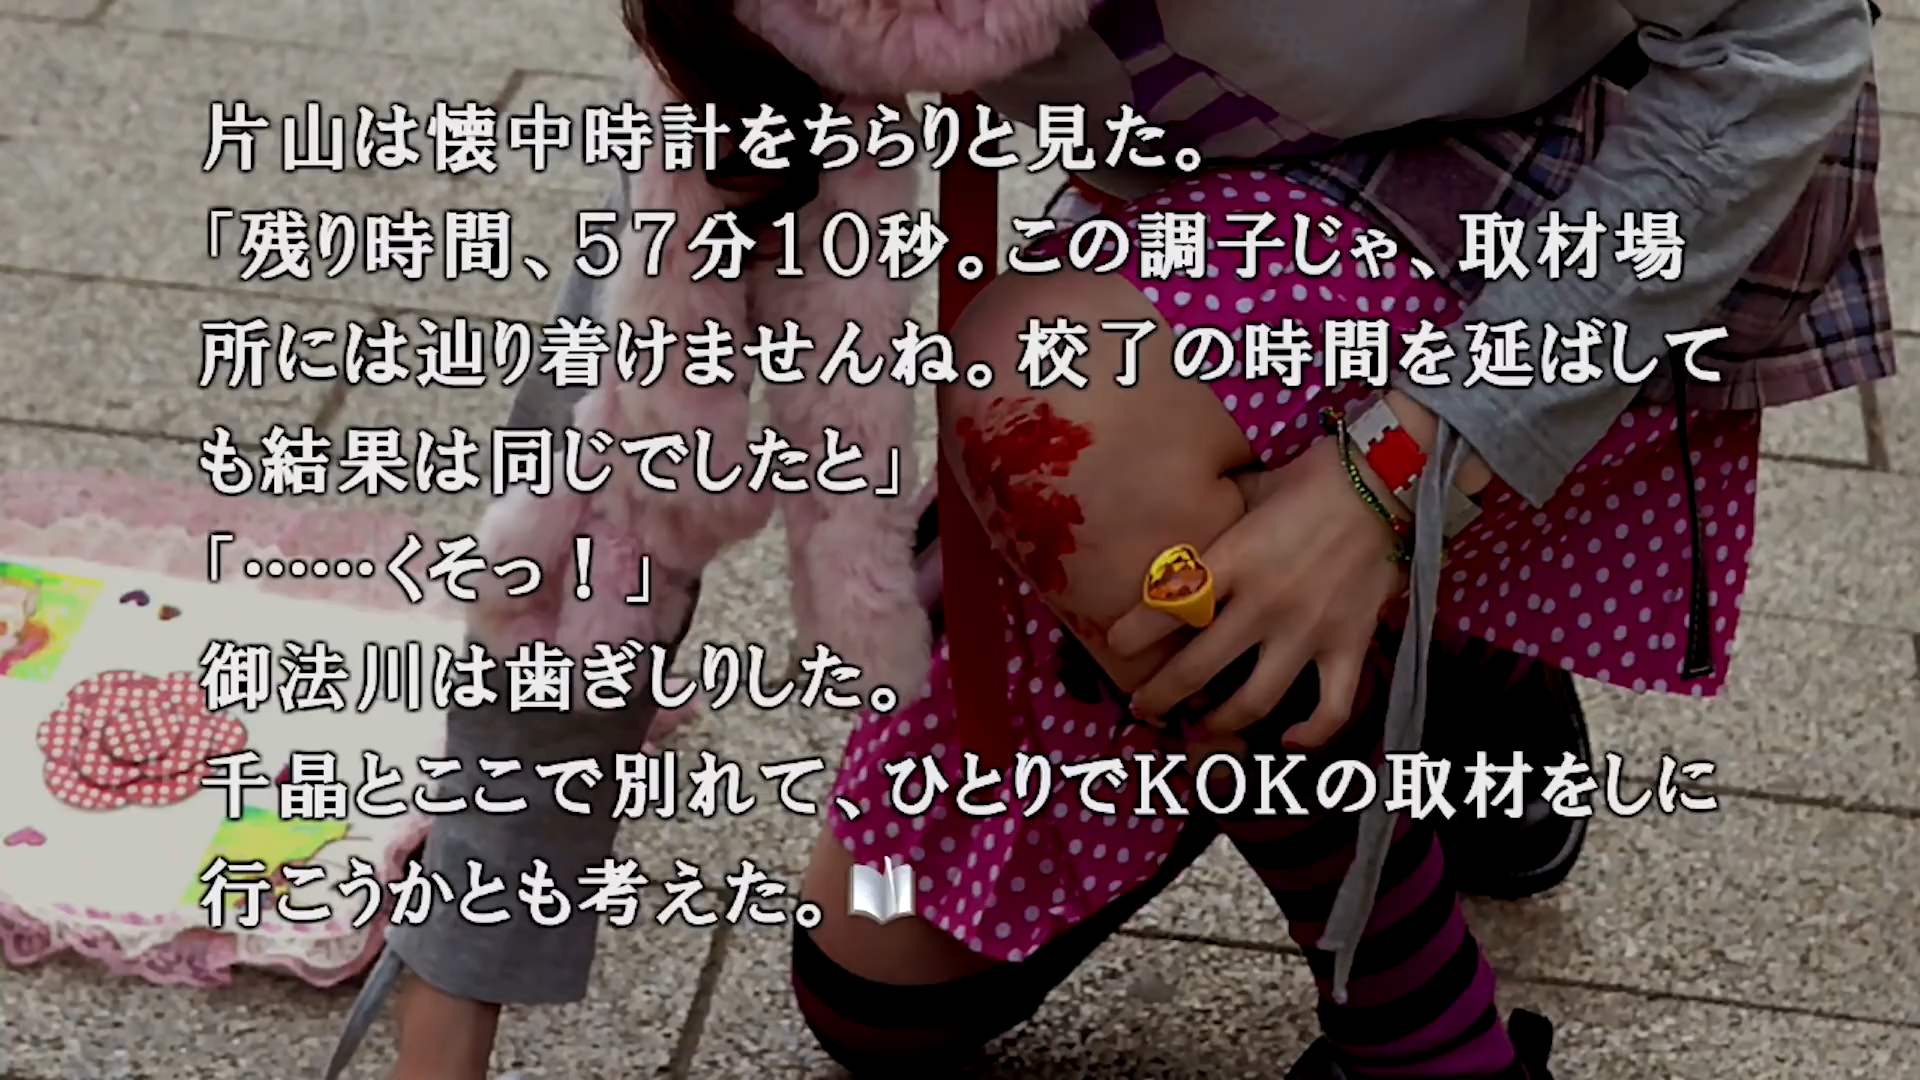 片山は懐中時計をちらりと見た。
「残り時間、５７分１０秒。この調子じゃ、取材場
所には辿り着けませんね。校了の時間を延ばして
も結果は同じでしたと」
「……くそっ！」
御法川は歯ぎしりした。
千晶とここで別れて、ひとりでＫＯＫの取材をしに
行こうかとも考えた。